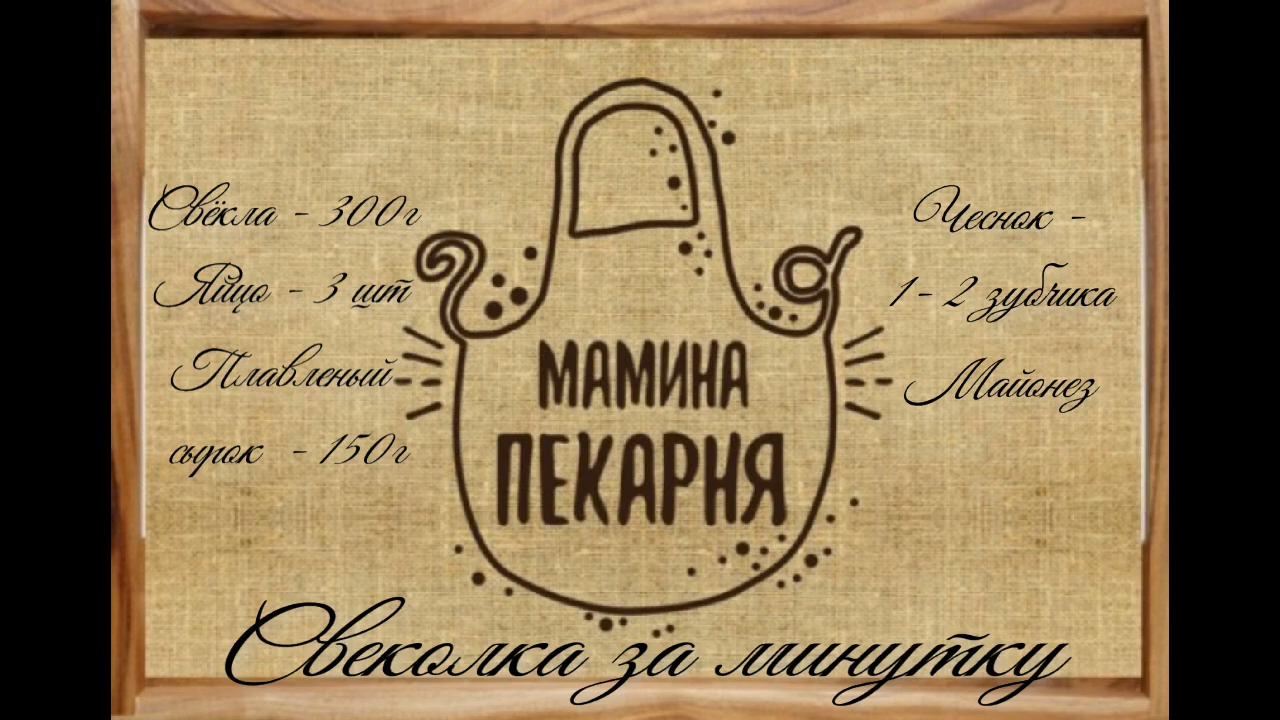 Свёкла - 300г
Яйцо - 3 шт
Плавленый
сырок - 150г
Чеснок -
1 - 2 зубчика
Майонез
МАМИНА
ПЕКАРНЯ
Свеколка за минутку